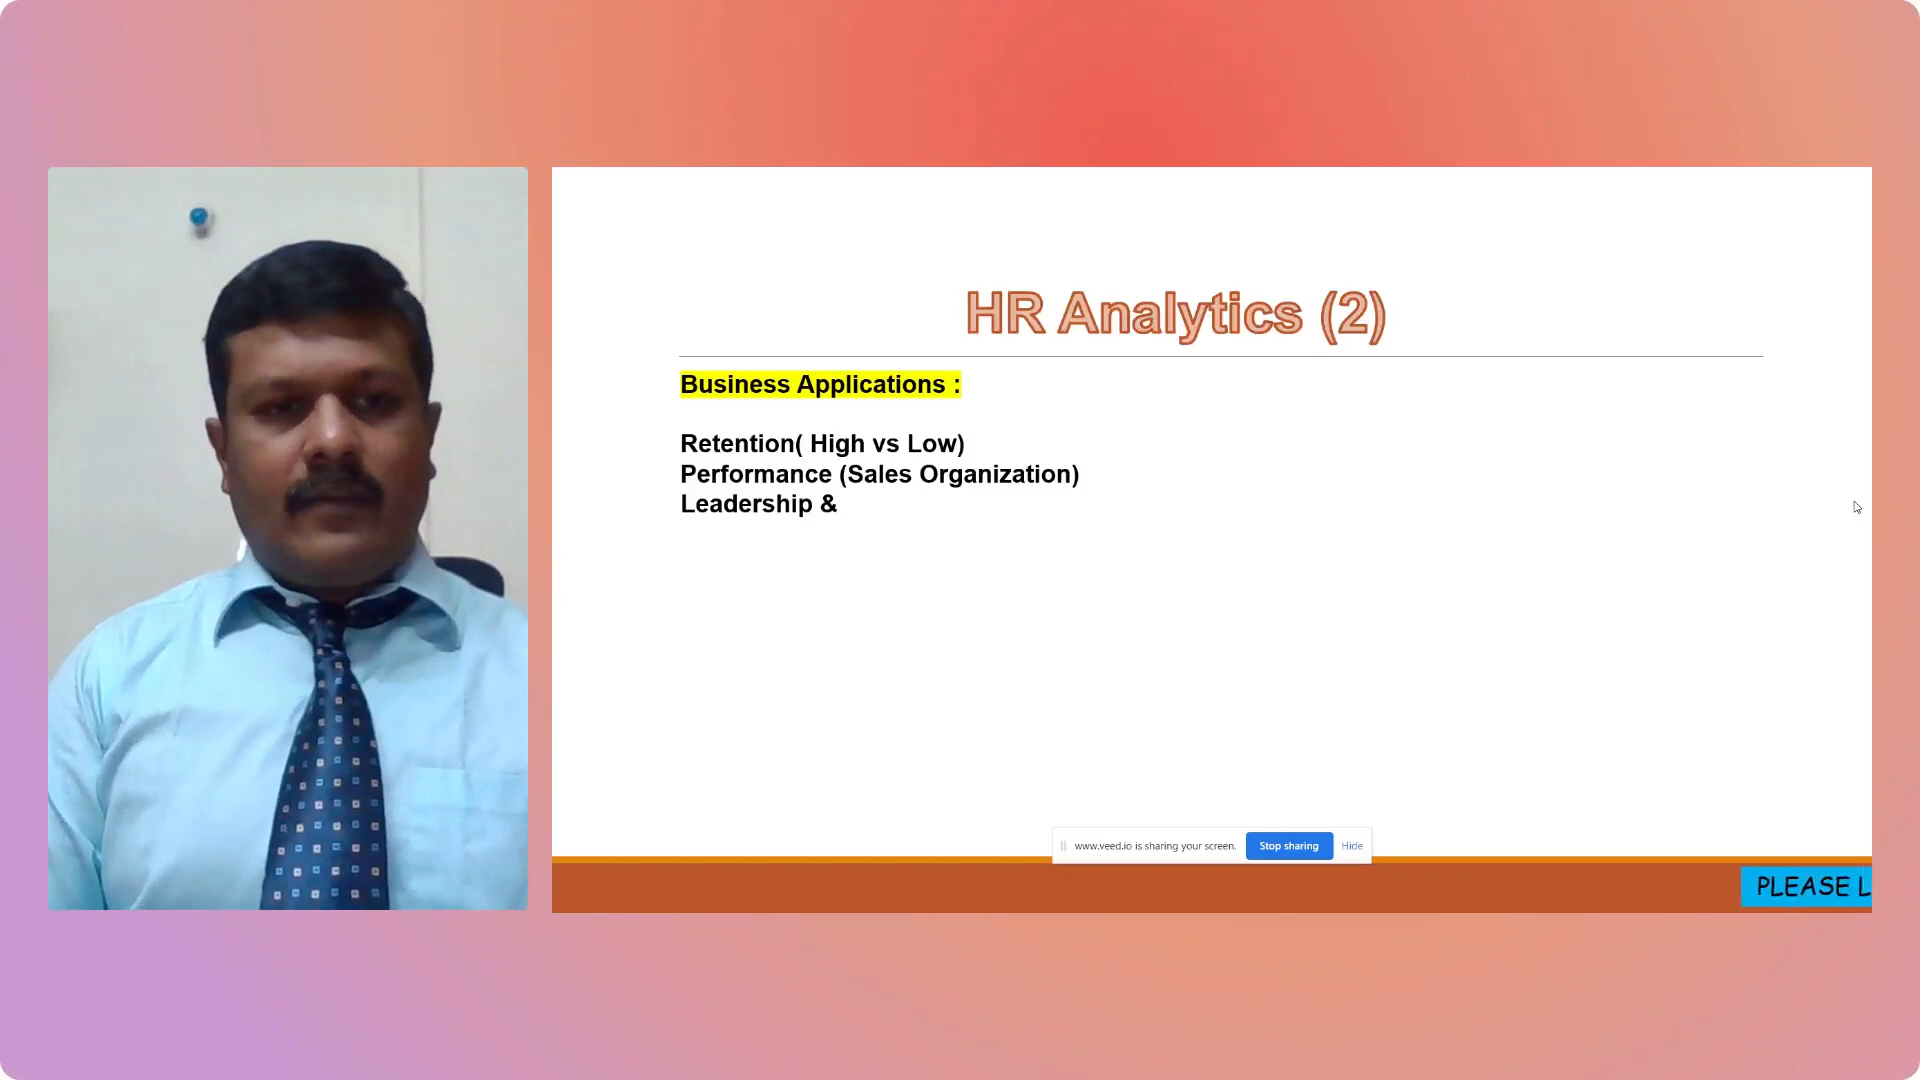 HR Analytics (2)
Business Applications :
Retention( High vs Low)
Performance (Sales Organization)
Leadership &
www.veed.io is sharing your screen.
Stop sharing
Hide
PLEASE L